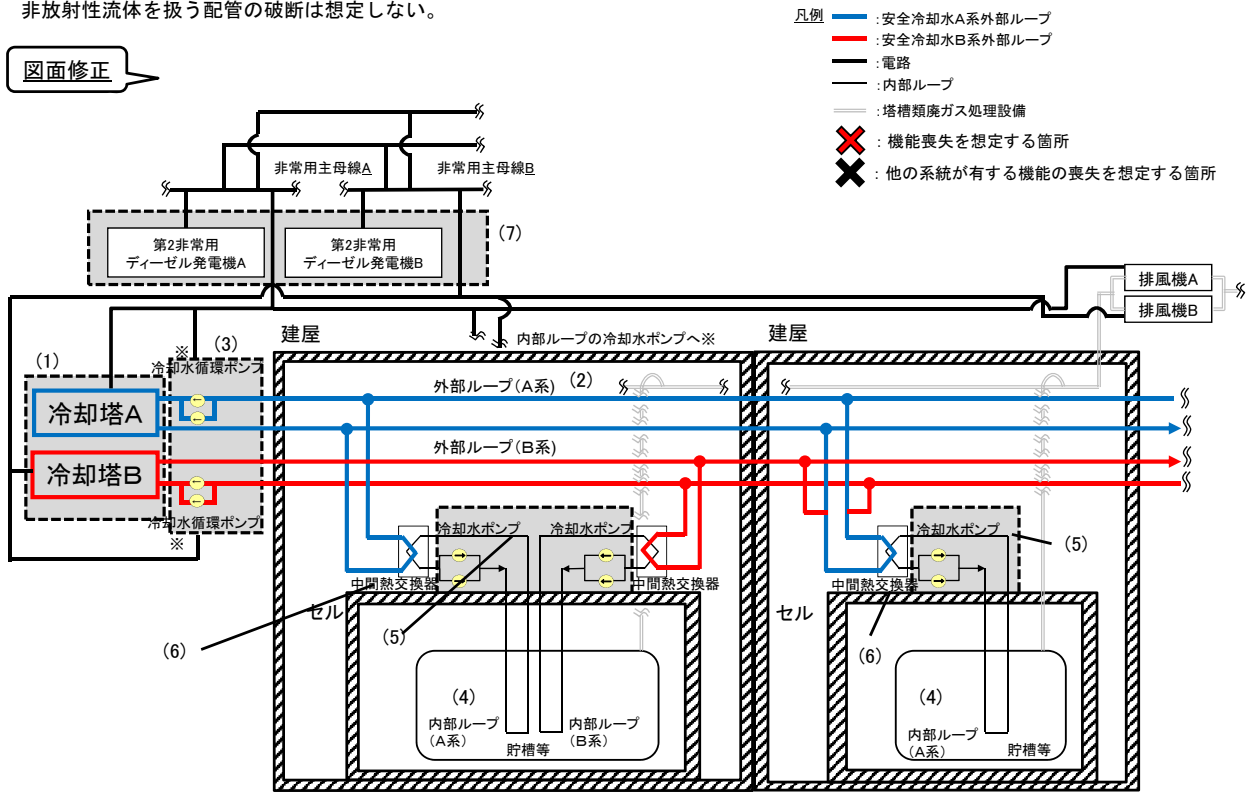 非放射性流体を扱う配管の破断は想定しない。
図面修正
凡例
:安全冷却水A系外部ループ
:安全冷却水B系外部ループ
:電路
:内部ループ
:塔槽類廃ガス処理設備
: 機能喪失を想定する箇所
: 他の系統が有する機能の喪失を想定する箇所
非常用主母線A
非常用主母線B
第2非常用
ディーゼル発電機A
第2非常用
ディーゼル発電機B
(7)
排風機A
排風機B
建屋
内部ループの冷却水ポンプへ※
建屋
(1)
※
(3)
冷却水循環ポンプ
外部ループ(A系)
(2)
冷却塔A
外部ループ(B系)
冷却塔B
冷却水循環ポンプ
※
冷却水ポンプ
冷却水ポンプ
冷却水ポンプ
(5)
中間熱交換器
中間熱交換器
中間熱交換器
セル
(5)
(6)
セル
(6)
(4)
内部ループ
(A系)
内部ループ
(B系)
貯槽等
(4)
内部ループ
(A系)
貯槽等